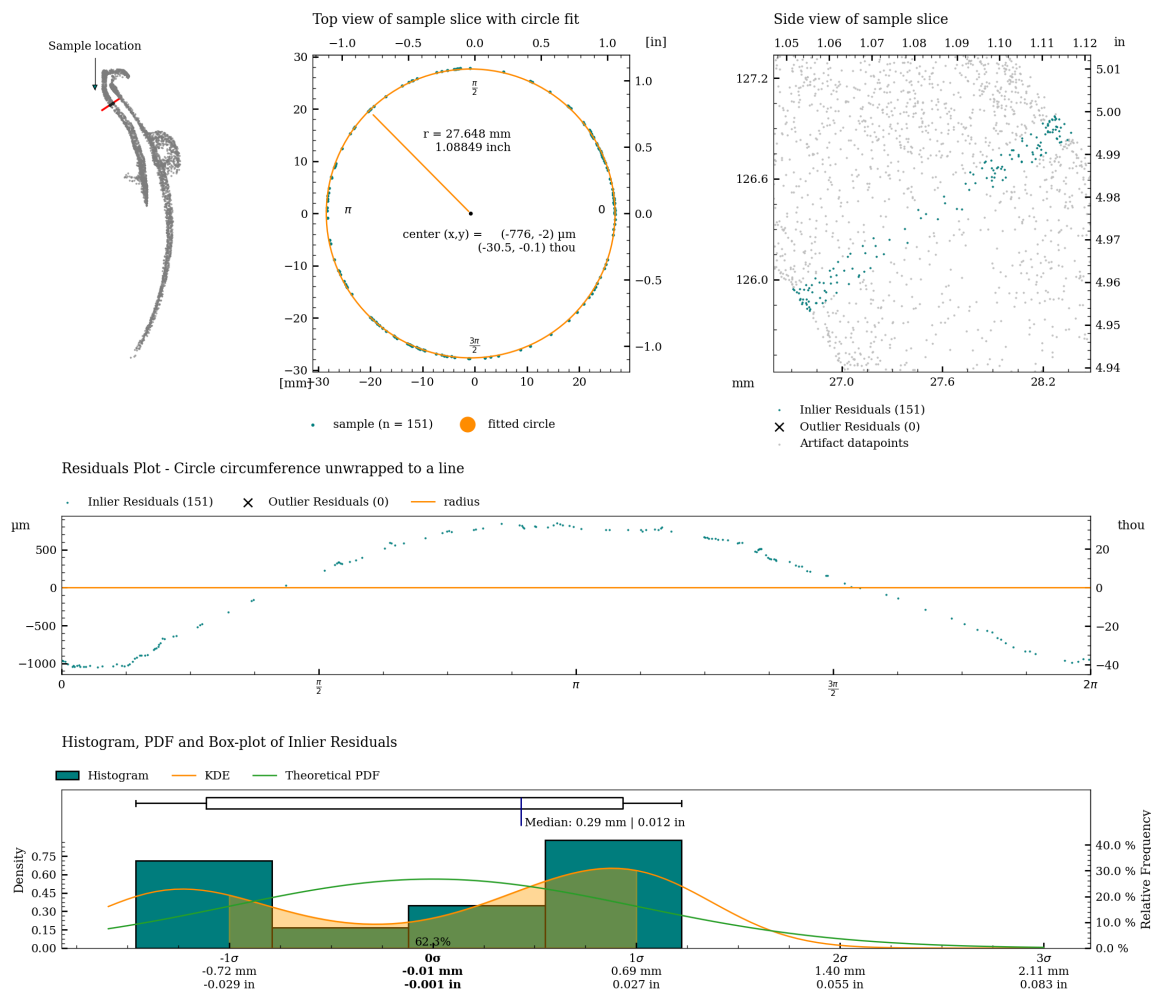 Sample location
Top view of sample slice with circle fit
−1.0 −0.5 0.0 0.5 1.0 [in]
30
20
10
0
−10
−20
−30
1.0
0.5
0.0
−0.5
−1.0
π/2
r = 27.648 mm
1.08849 inch
π 0
center (x,y) = (-776, -2) µm
(-30.5, -0.1) thou
3π/2
[mm] −30 −20 −10 0 10 20
sample (n = 151) fitted circle
Side view of sample slice
1.05 1.06 1.07 1.08 1.09 1.10 1.11 1.12 in
127.2
126.6
126.0
5.01
5.00
4.99
4.98
4.97
4.96
4.95
4.94
mm 27.0 27.6 28.2
Inlier Residuals (151)
Outlier Residuals (0)
Artifact datapoints
Residuals Plot - Circle circumference unwrapped to a line
Inlier Residuals (151) Outlier Residuals (0) radius
µm thou
500
0
−500
−1000
20
0
−20
−40
0 π/2 π 3π/2 2π
Histogram, PDF and Box-plot of Inlier Residuals
Histogram KDE Theoretical PDF
Median: 0.29 mm | 0.012 in
Density
0.75
0.60
0.45
0.30
0.15
0.00
Relative Frequency
40.0 %
30.0 %
20.0 %
10.0 %
0.0 %
62.3%
-1σ 0σ 1σ 2σ 3σ
-0.72 mm -0.01 mm 0.69 mm 1.40 mm 2.11 mm
-0.029 in -0.001 in 0.027 in 0.055 in 0.083 in